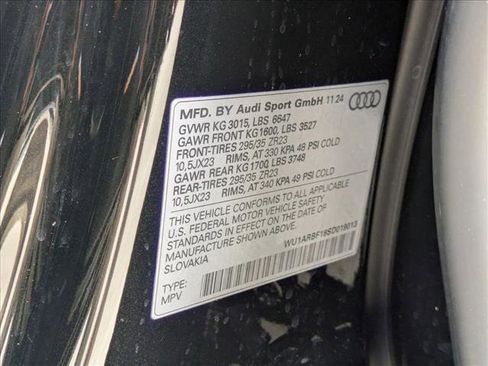 MFD. BY Audi Sport GmbH 11 24
GVWR KG 3015, LBS 6647
GAWR FRONT KG1600, LBS 3527
FRONT-TIRES 295/35 ZR23
10,5JX23 RIMS, AT 330 KPA 48 PSI COLD
GAWR REAR KG 1700, LBS 3748
REAR-TIRES 295/35 ZR23
10,5JX23 RIMS, AT 340 KPA 49 PSI COLD
THIS VEHICLE CONFORMS TO ALL APPLICABLE
U.S. FEDERAL MOTOR VEHICLE SAFETY
STANDARDS IN EFFECT ON THE DATE OF
MANUFACTURE SHOWN ABOVE.
SLOVAKIA
WU1ARBF18SD019013
TYPE:
MPV